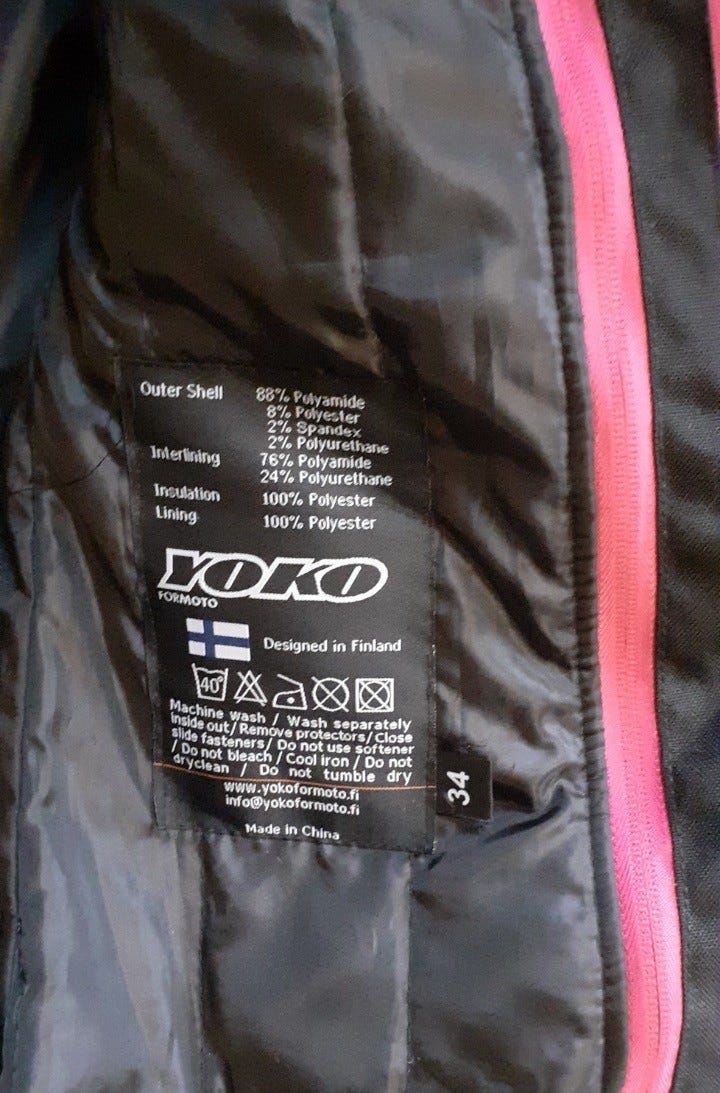 Outer Shell 88% Polyamide
8% Polyester
2% Spandex
2% Polyurethane
Interlining 76% Polyamide
24% Polyurethane
Insulation 100% Polyester
Lining 100% Polyester
YOKO
FORMOTO
Designed in Finland
40°
Machine wash / Wash separately
inside out / Remove protectors / Close
slide fasteners / Do not use softener
/ Do not bleach / Cool iron / Do not
dryclean / Do not tumble dry
www.yokoformoto.fi
info@yokoformoto.fi
Made in China
34